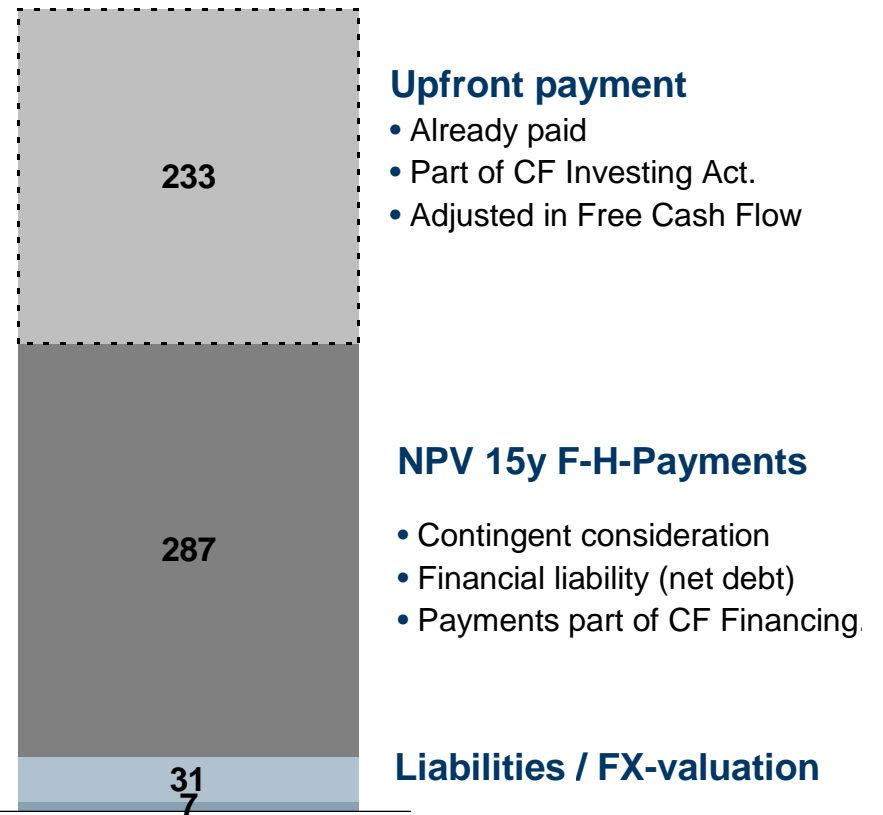 Upfront payment
• Already paid
• Part of CF Investing Act.
• Adjusted in Free Cash Flow
233
NPV 15y F-H-Payments
• Contingent consideration
• Financial liability (net debt)
• Payments part of CF Financing.
287
Liabilities / FX-valuation
31
7